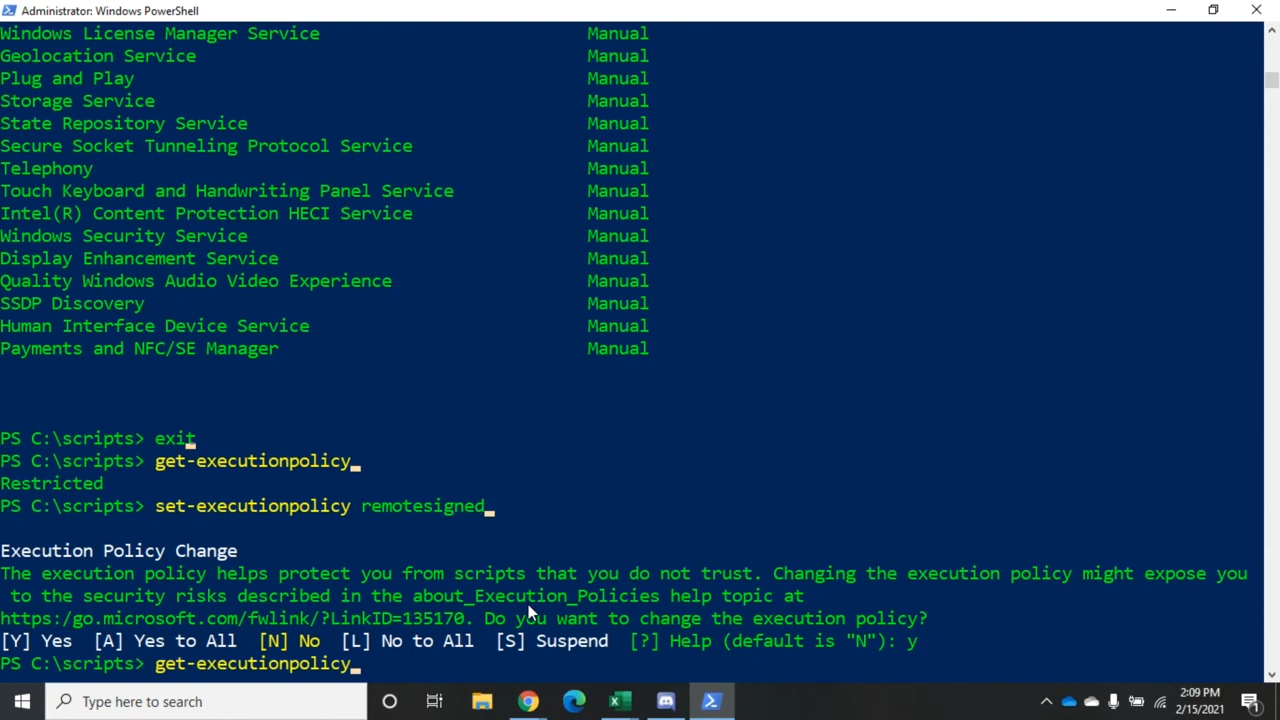 Administrator: Windows PowerShell
Windows License Manager Service Manual
Geolocation Service Manual
Plug and Play Manual
Storage Service Manual
State Repository Service Manual
Secure Socket Tunneling Protocol Service Manual
Telephony Manual
Touch Keyboard and Handwriting Panel Service Manual
Intel(R) Content Protection HECI Service Manual
Windows Security Service Manual
Display Enhancement Service Manual
Quality Windows Audio Video Experience Manual
SSDP Discovery Manual
Human Interface Device Service Manual
Payments and NFC/SE Manager Manual
PS C:\scripts> exit
PS C:\scripts> get-executionpolicy
Restricted
PS C:\scripts> set-executionpolicy remotesigned
Execution Policy Change
The execution policy helps protect you from scripts that you do not trust. Changing the execution policy might expose you
to the security risks described in the about_Execution_Policies help topic at
https:/go.microsoft.com/fwlink/?LinkID=135170. Do you want to change the execution policy?
[Y] Yes [A] Yes to All [N] No [L] No to All [S] Suspend [?] Help (default is "N"): y
PS C:\scripts> get-executionpolicy
Type here to search
2:09 PM
2/15/2021
1